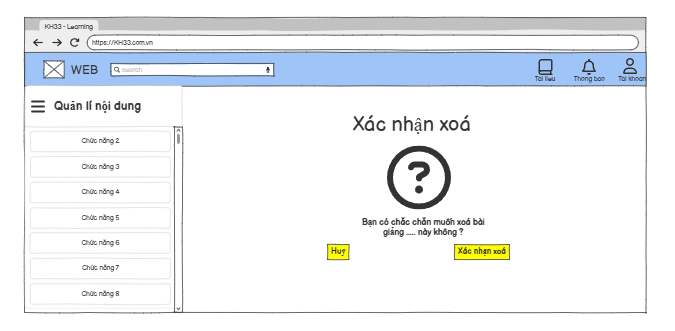 KH33 - Learning
https://KH33.com.vn
WEB
search
Tài liệu
Thông báo
Tài khoản
Quản lí nội dung
Chức năng 2
Chức năng 3
Chức năng 4
Chức năng 5
Chức năng 6
Chức năng 7
Chức năng 8
Xác nhận xoá
?
Bạn có chắc chắn muốn xoá bài
giảng ..... này không ?
Huỷ
Xác nhận xoá